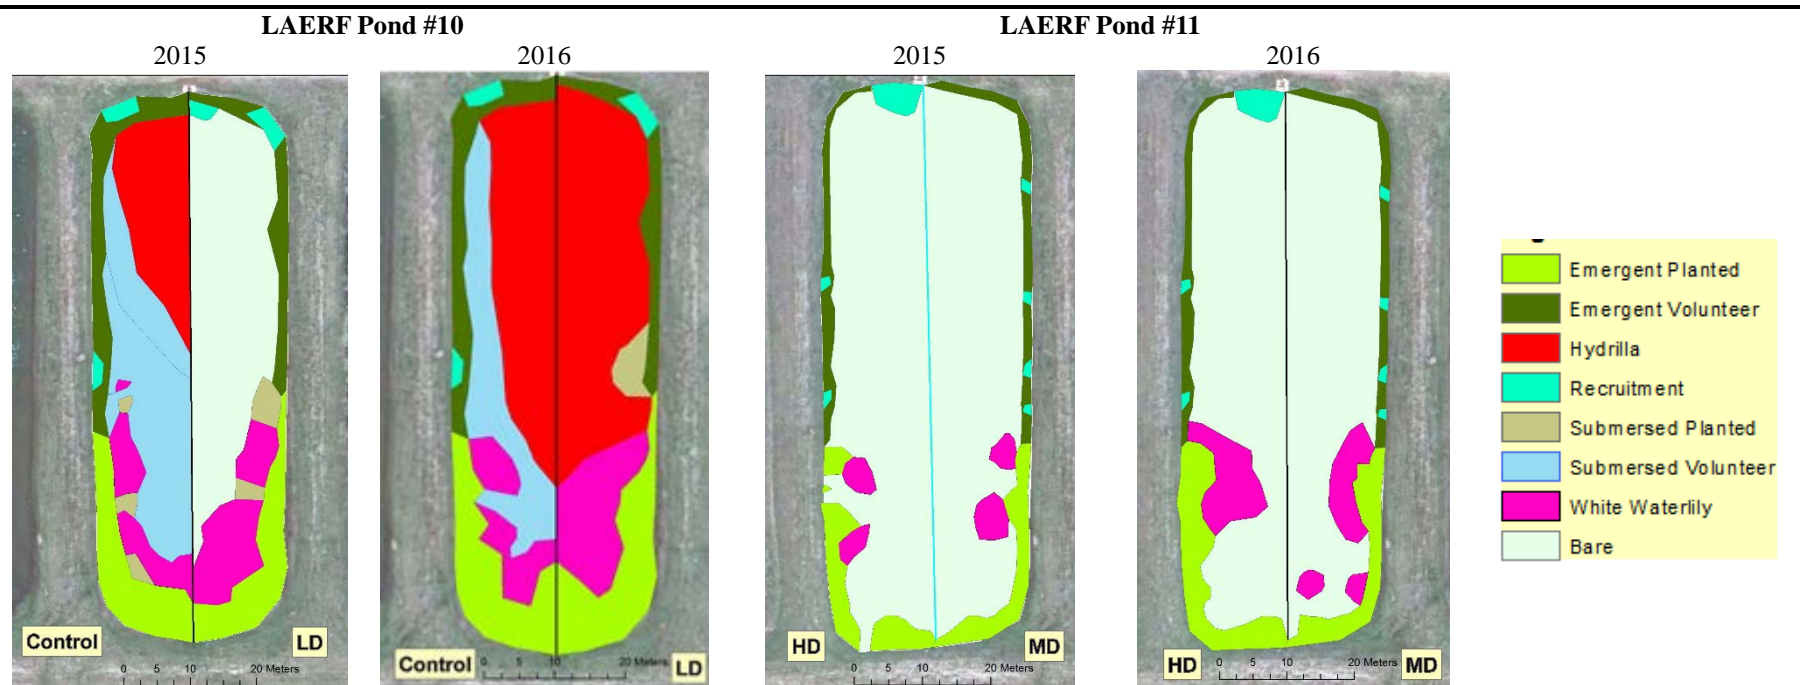 LAERF Pond #10
LAERF Pond #11
2015
2016
2015
2016
Emergent Planted
Emergent Volunteer
Hydrilla
Recruitment
Submersed Planted
Submersed Volunteer
White Waterlily
Bare
Control
LD
0 5 10 20 Meters
Control
LD
0 5 10 20 Meters
HD
MD
0 5 10 20 Meters
HD
MD
0 5 10 20 Meters